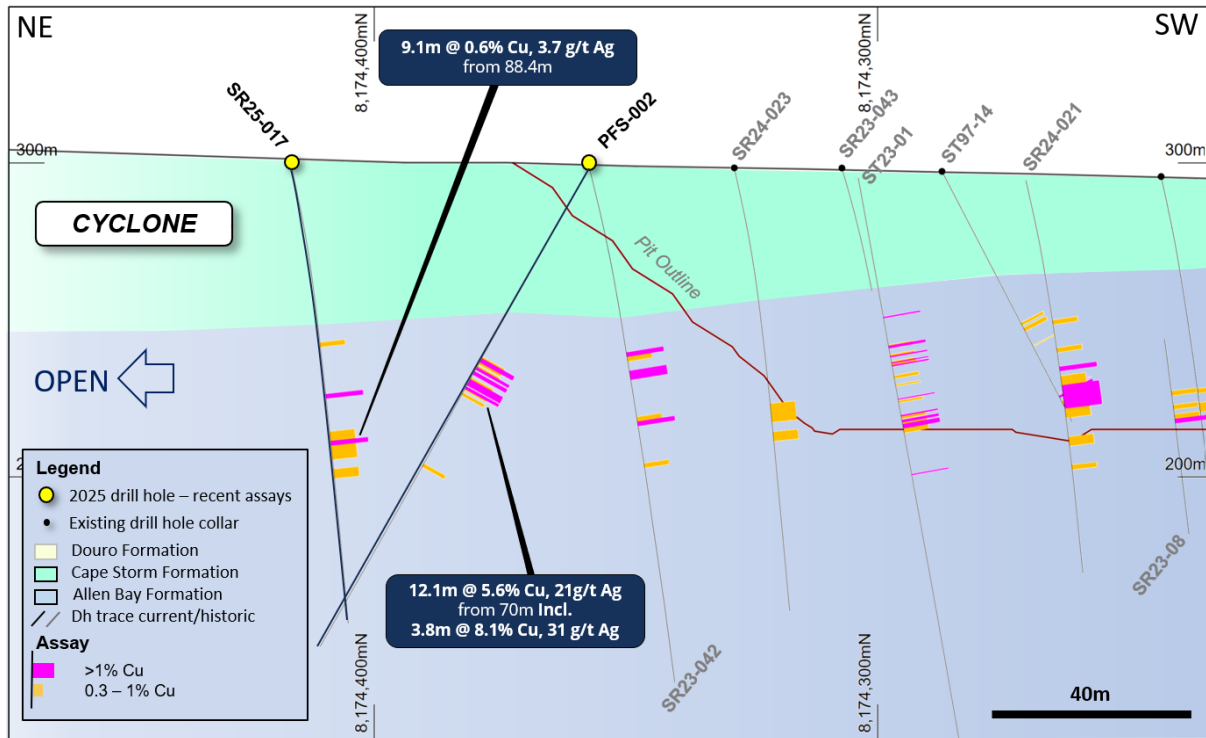 NE
SW
8,174,400mN
8,174,300mN
9.1m @ 0.6% Cu, 3.7 g/t Ag
from 88.4m
SR25-017
PFS-002
SR24-023
SR23-043
ST23-01
ST97-14
SR24-021
300m
300m
CYCLONE
Pit Outline
OPEN
200m
Legend
2025 drill hole – recent assays
Existing drill hole collar
Douro Formation
Cape Storm Formation
Allen Bay Formation
Dh trace current/historic
Assay
>1% Cu
0.3 – 1% Cu
12.1m @ 5.6% Cu, 21g/t Ag
from 70m Incl.
3.8m @ 8.1% Cu, 31 g/t Ag
SR23-08
SR23-042
8,174,400mN
8,174,300mN
40m